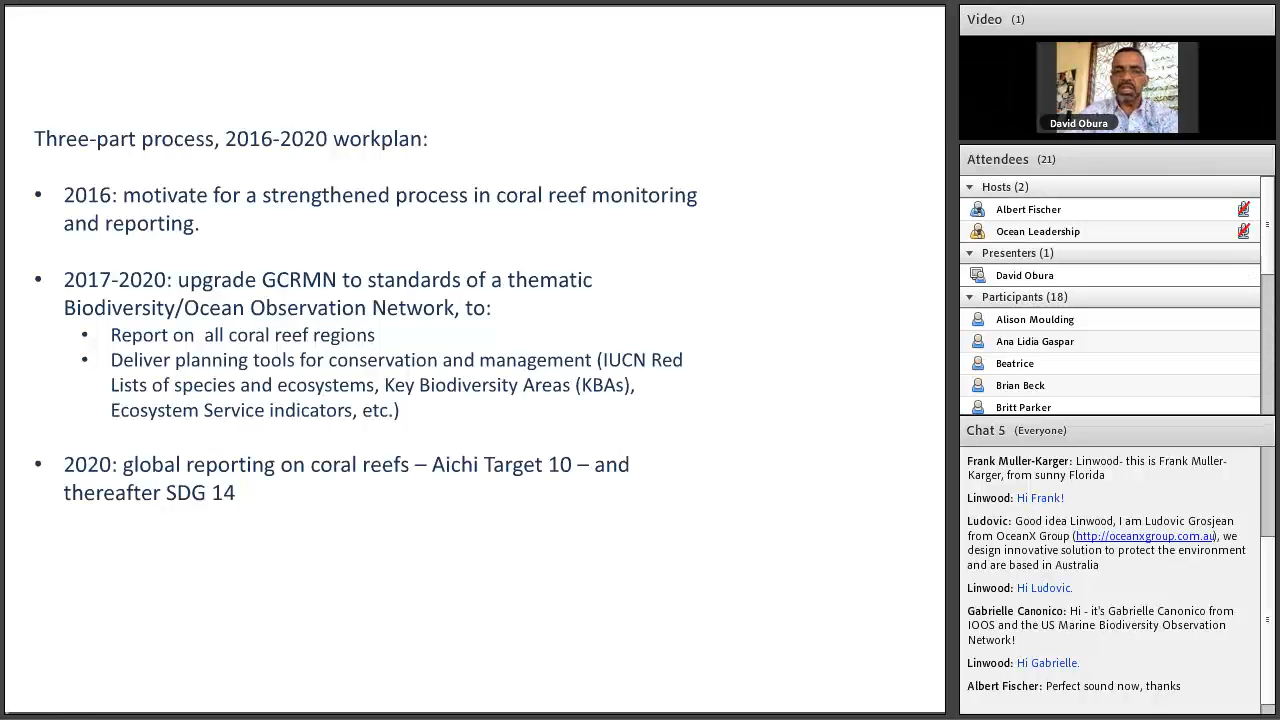 Three-part process, 2016-2020 workplan:
• 2016: motivate for a strengthened process in coral reef monitoring
and reporting.
• 2017-2020: upgrade GCRMN to standards of a thematic
Biodiversity/Ocean Observation Network, to:
• Report on all coral reef regions
• Deliver planning tools for conservation and management (IUCN Red
Lists of species and ecosystems, Key Biodiversity Areas (KBAs),
Ecosystem Service indicators, etc.)
• 2020: global reporting on coral reefs – Aichi Target 10 – and
thereafter SDG 14
Video (1)
David Obura
Attendees (21)
Hosts (2)
Albert Fischer
Ocean Leadership
Presenters (1)
David Obura
Participants (18)
Alison Moulding
Ana Lidia Gaspar
Beatrice
Brian Beck
Britt Parker
Chat 5 (Everyone)
Frank Muller-Karger: Linwood- this is Frank Muller-
Karger, from sunny Florida
Linwood: Hi Frank!
Ludovic: Good idea Linwood, I am Ludovic Grosjean
from OceanX Group (http://oceanxgroup.com.au), we
design innovative solution to protect the environment
and are based in Australia
Linwood: Hi Ludovic.
Gabrielle Canonico: Hi - it's Gabrielle Canonico from
IOOS and the US Marine Biodiversity Observation
Network!
Linwood: Hi Gabrielle.
Albert Fischer: Perfect sound now, thanks